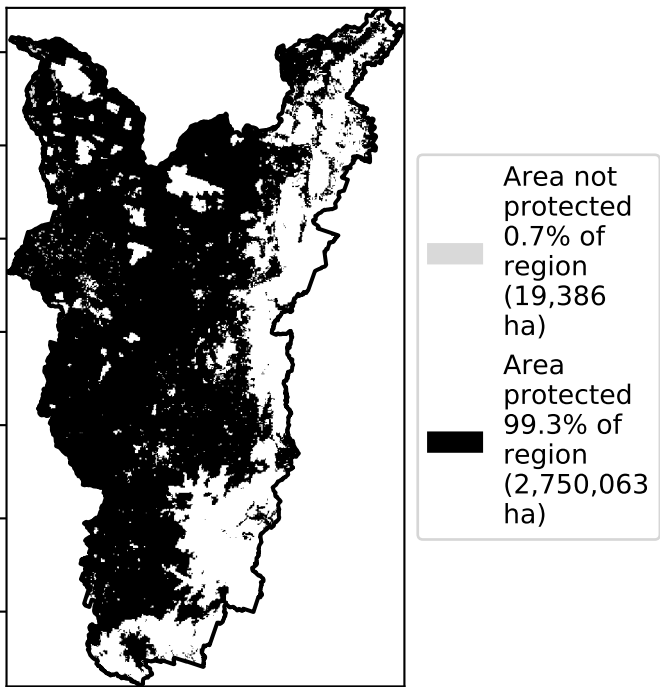 Area not
protected
0.7% of
region
(19,386
ha)
Area
protected
99.3% of
region
(2,750,063
ha)